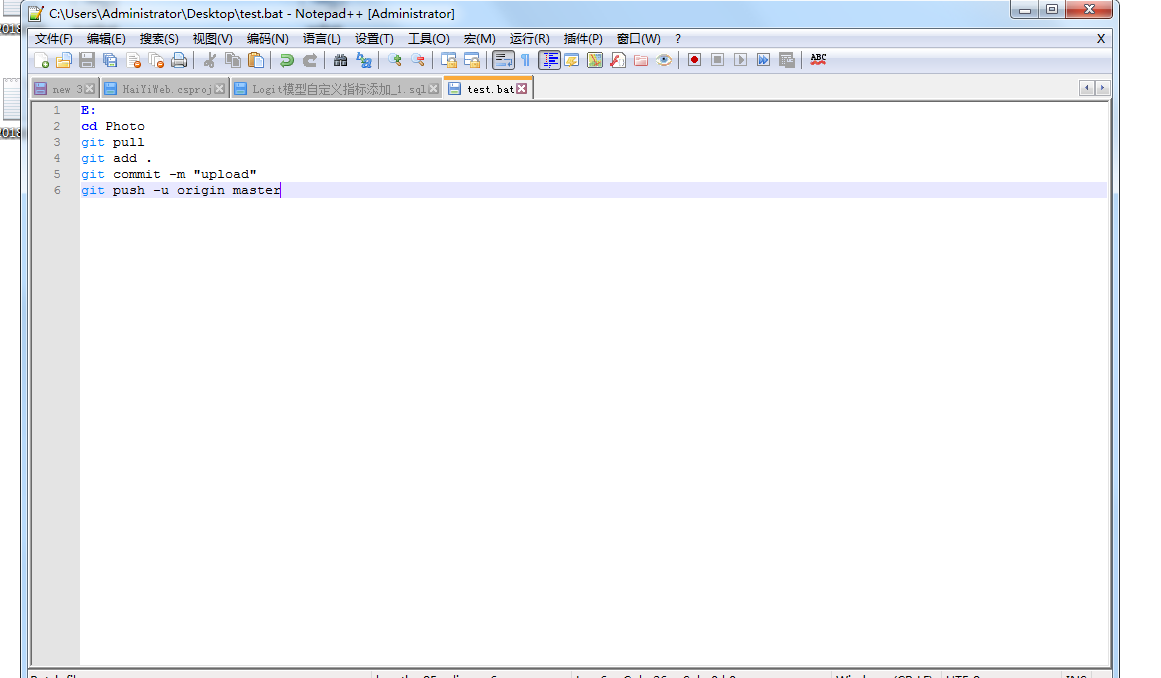 C:\Users\Administrator\Desktop\test.bat - Notepad++ [Administrator]
文件(F) 编辑(E) 搜索(S) 视图(V) 编码(N) 语言(L) 设置(T) 工具(O) 宏(M) 运行(R) 插件(P) 窗口(W) ? X
ABC
new 3 HaiYiWeb.csproj Logit模型自定义指标添加_1.sql test.bat
1 E:
2 cd Photo
3 git pull
4 git add .
5 git commit -m "upload"
6 git push -u origin master